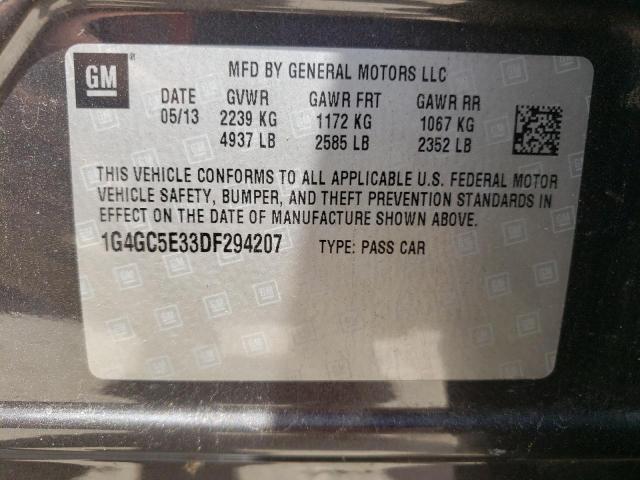 GM MFD BY GENERAL MOTORS LLC
DATE GVWR GAWR FRT GAWR RR
05/13 2239 KG 1172 KG 1067 KG
4937 LB 2585 LB 2352 LB
THIS VEHICLE CONFORMS TO ALL APPLICABLE U.S. FEDERAL MOTOR
VEHICLE SAFETY, BUMPER, AND THEFT PREVENTION STANDARDS IN
EFFECT ON THE DATE OF MANUFACTURE SHOWN ABOVE.
1G4GC5E33DF294207 TYPE: PASS CAR